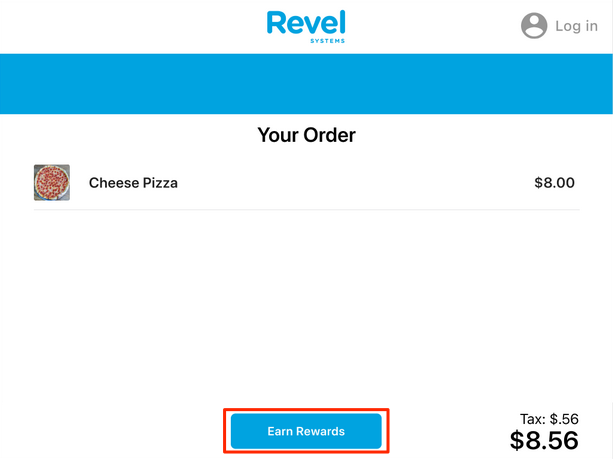 Revel
SYSTEMS
Log in
Your Order
Cheese Pizza
$8.00
Earn Rewards
Tax: $.56
$8.56